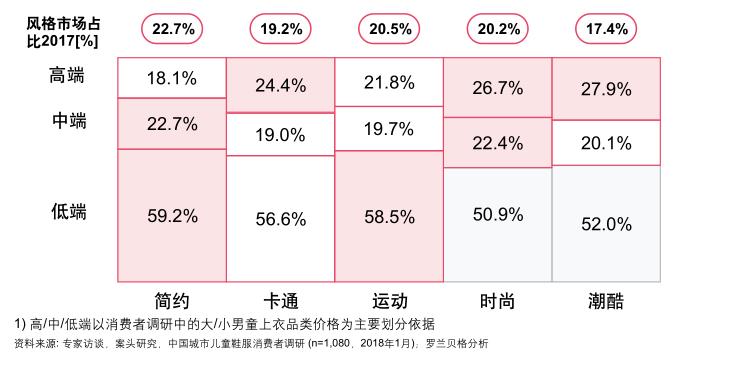 风格市场占
比2017[%]
22.7% 19.2% 20.5% 20.2% 17.4%
高端 18.1% 24.4% 21.8% 26.7% 27.9%
中端 22.7% 19.0% 19.7% 22.4% 20.1%
低端 59.2% 56.6% 58.5% 50.9% 52.0%
简约 卡通 运动 时尚 潮酷
1) 高/中/低端以消费者调研中的大/小男童上衣品类价格为主要划分依据
资料来源: 专家访谈，案头研究，中国城市儿童鞋服消费者调研 (n=1,080，2018年1月)；罗兰贝格分析